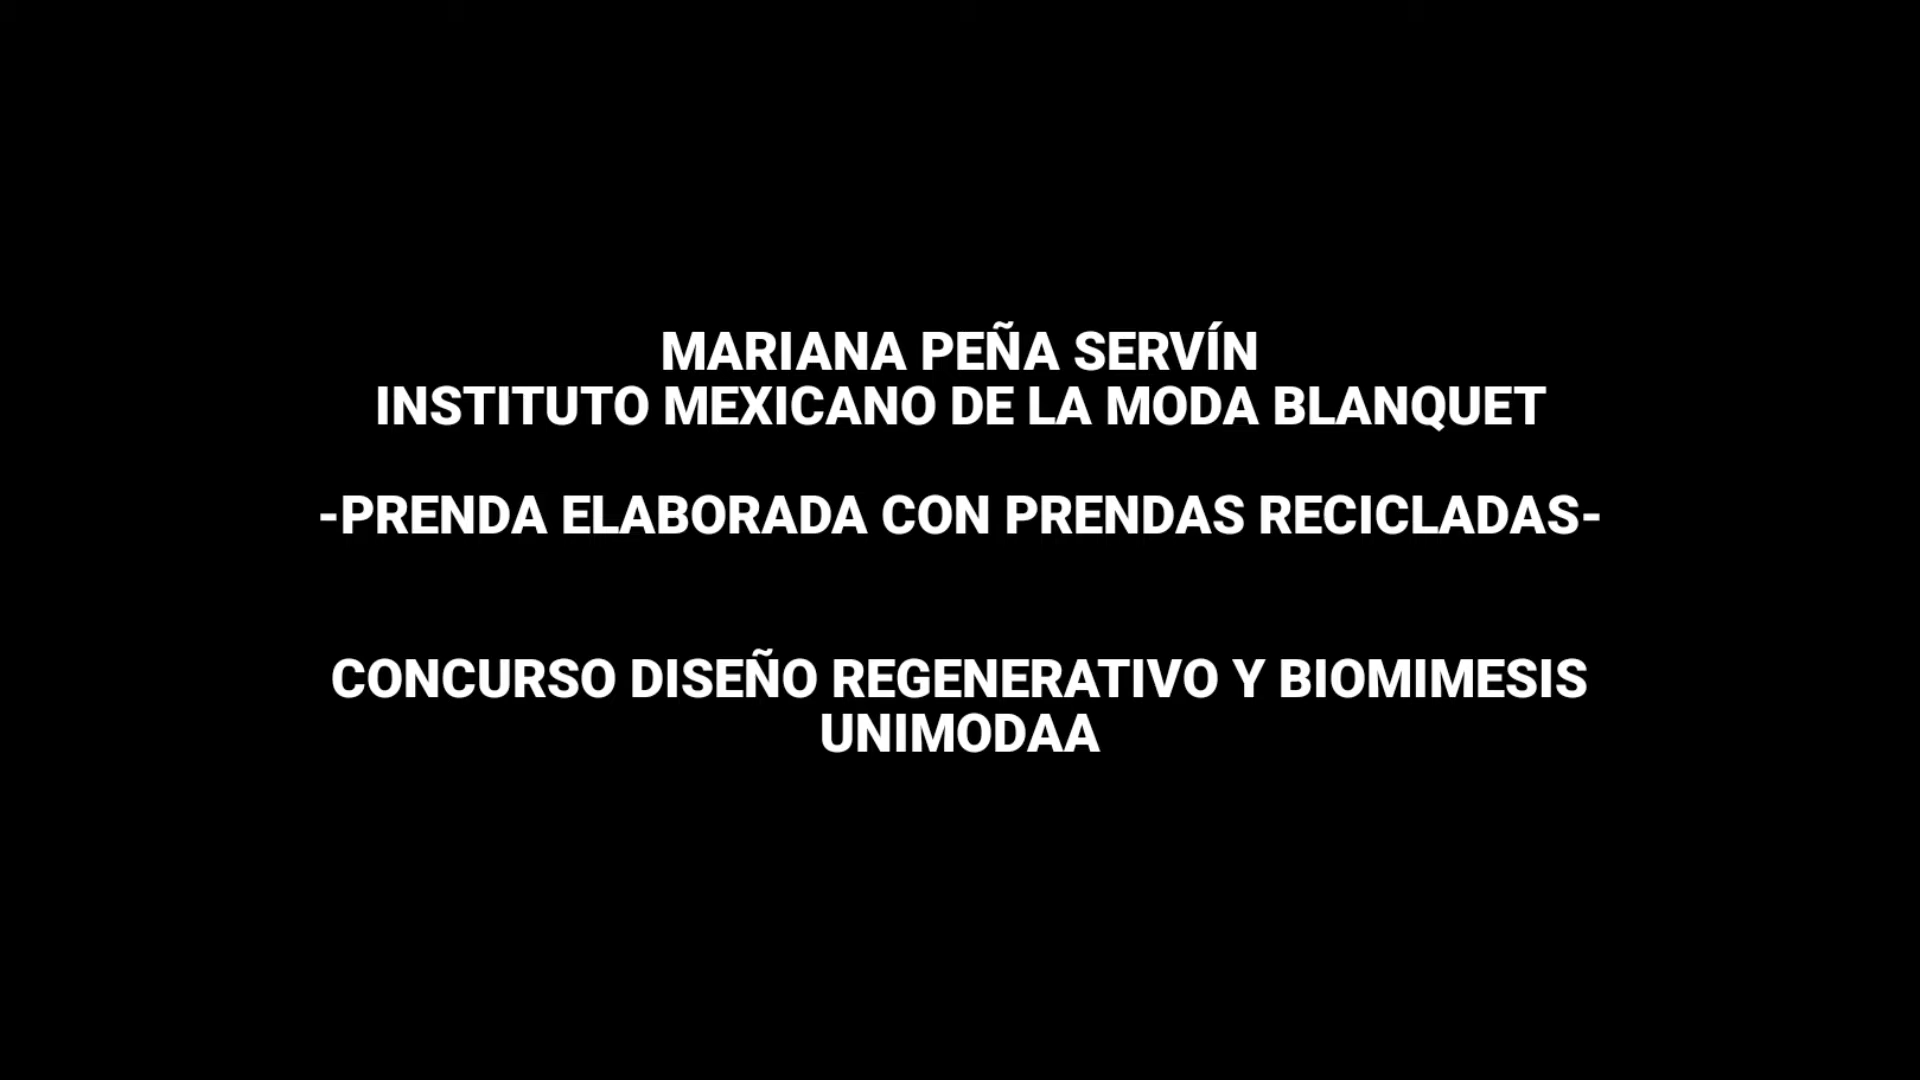 MARIANA PEÑA SERVÍN
INSTITUTO MEXICANO DE LA MODA BLANQUET
-PRENDA ELABORADA CON PRENDAS RECICLADAS-
CONCURSO DISEÑO REGENERATIVO Y BIOMIMESIS
UNIMODAA